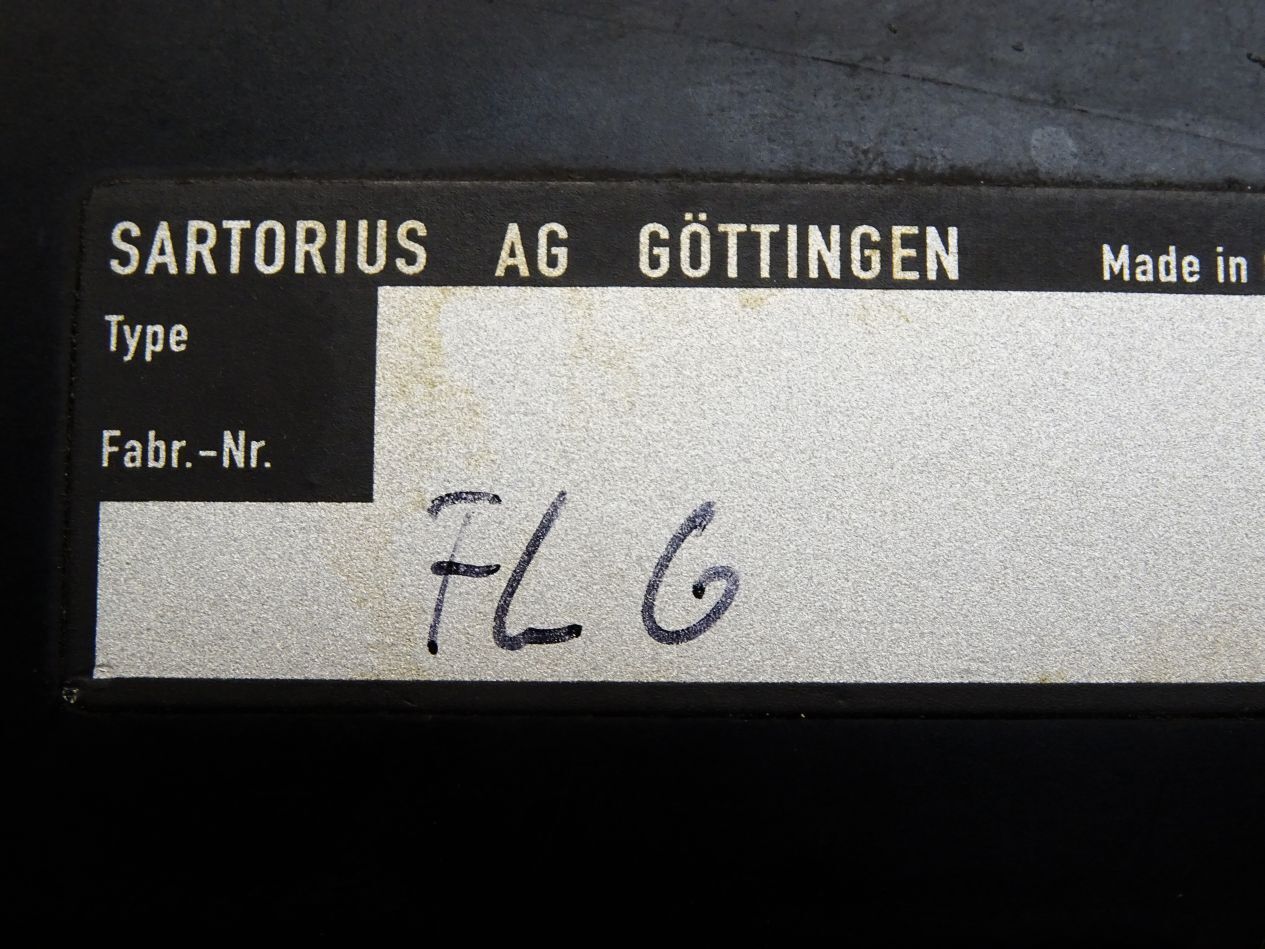 SARTORIUS AG GÖTTINGEN Made in
Type
Fabr.-Nr.
FL 6